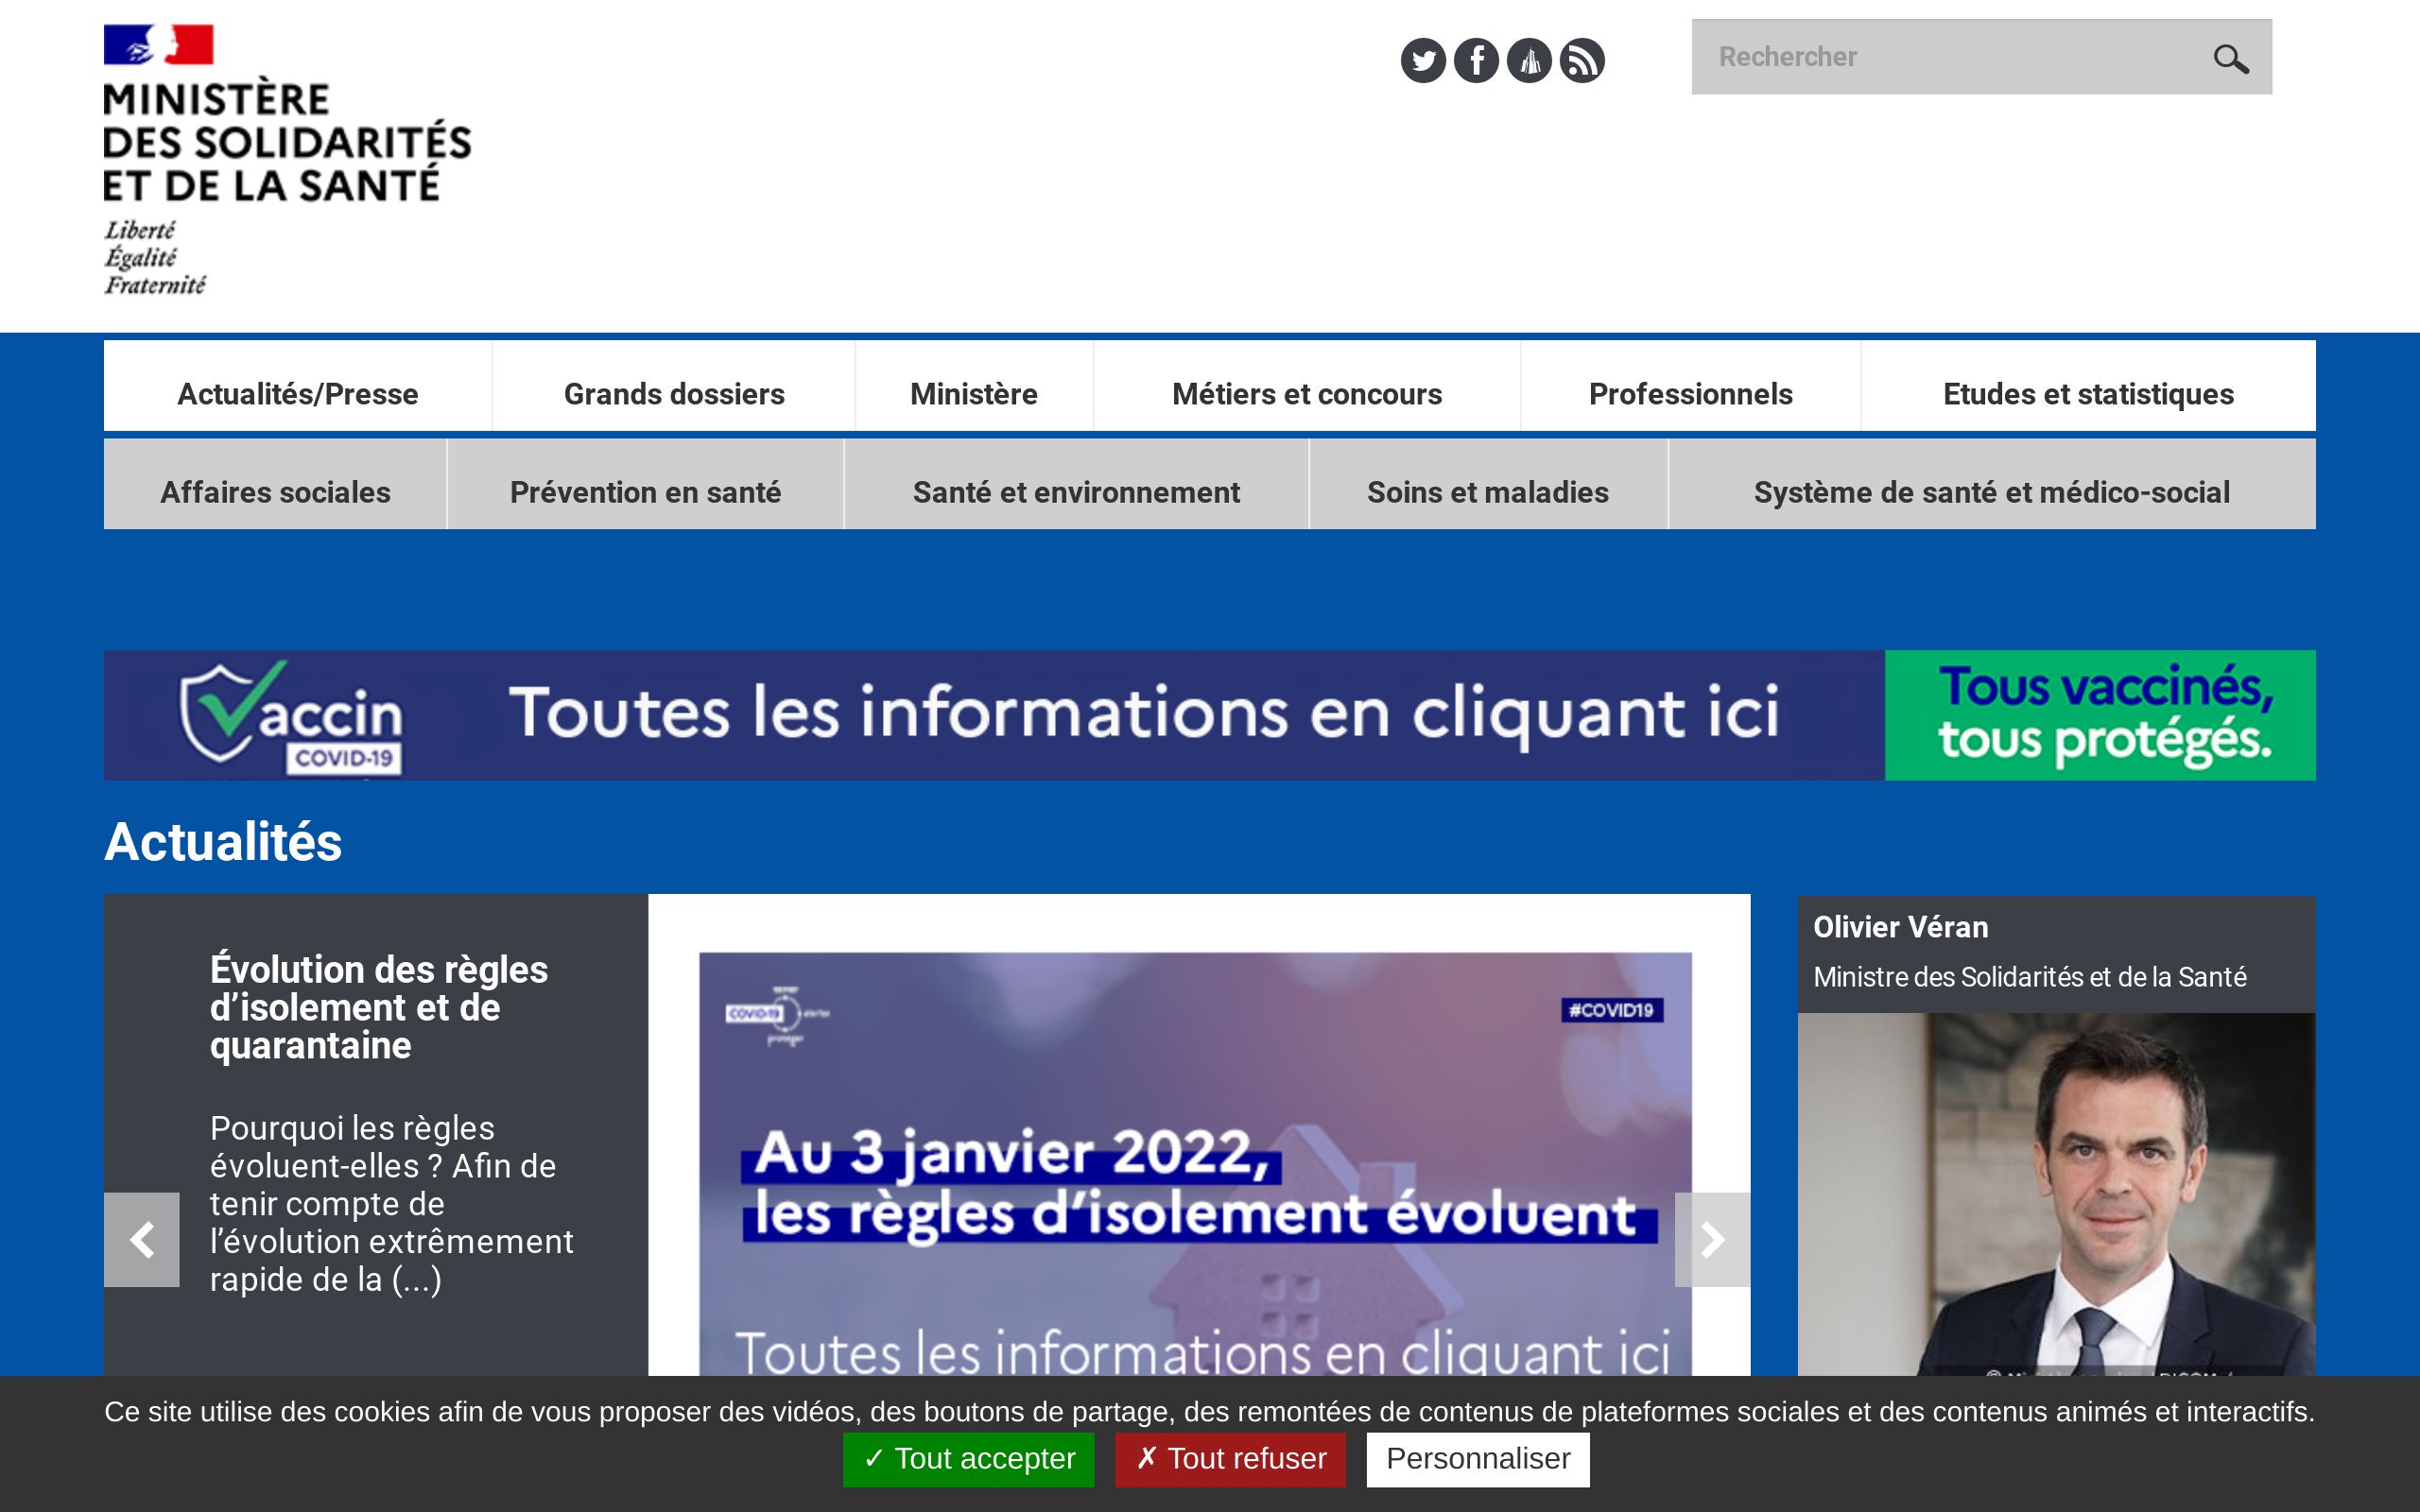 MINISTÈRE
DES SOLIDARITÉS
ET DE LA SANTÉ
Liberté
Égalité
Fraternité
Rechercher
Actualités/Presse
Grands dossiers
Ministère
Métiers et concours
Professionnels
Etudes et statistiques
Affaires sociales
Prévention en santé
Santé et environnement
Soins et maladies
Système de santé et médico-social
Vaccin
COVID-19
Toutes les informations en cliquant ici
Tous vaccinés,
tous protégés.
Actualités
Évolution des règles
d’isolement et de
quarantaine
Pourquoi les règles
évoluent-elles ? Afin de
tenir compte de
l’évolution extrêmement
rapide de la (...)
COVID-19
alerter
protéger
#COVID19
Au 3 janvier 2022,
les règles d’isolement évoluent
Toutes les informations en cliquant ici
Olivier Véran
Ministre des Solidarités et de la Santé
Ce site utilise des cookies afin de vous proposer des vidéos, des boutons de partage, des remontées de contenus de plateformes sociales et des contenus animés et interactifs.
✓ Tout accepter
✗ Tout refuser
Personnaliser